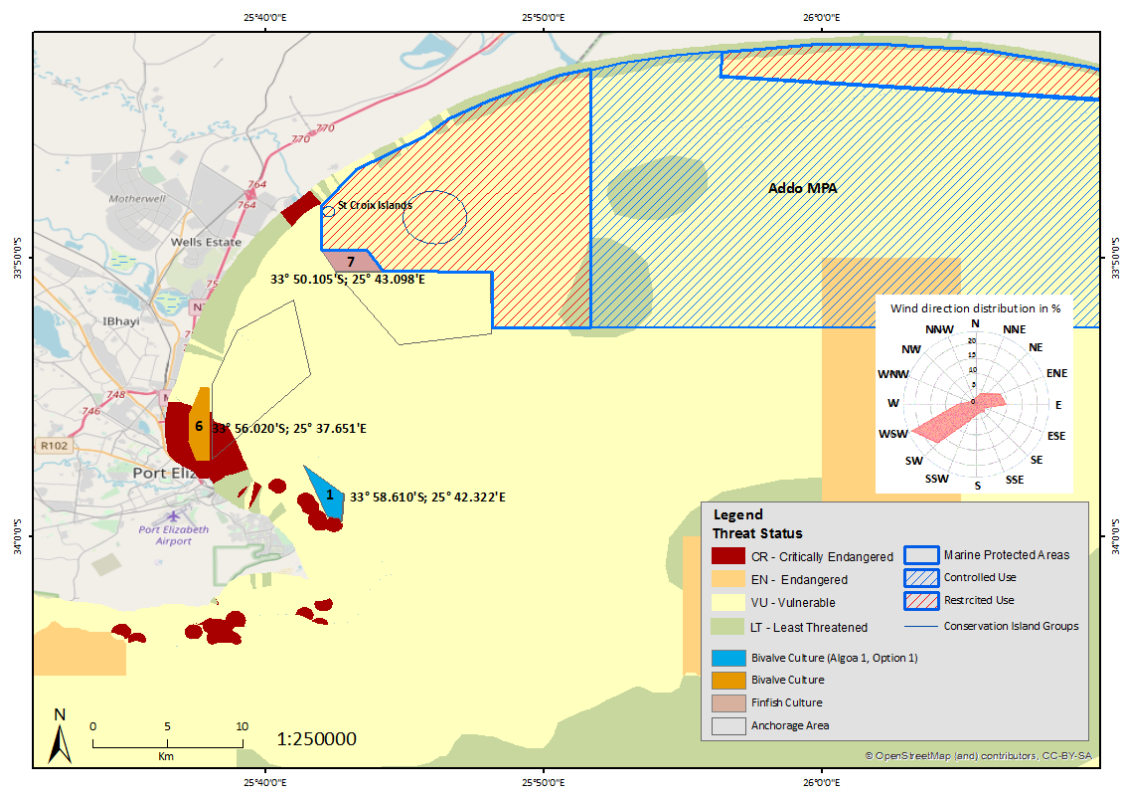 25°40'0"E
25°50'0"E
26°0'0"E
770
770
764
764
Motherwell
St Croix Islands
Addo MPA
Wells Estate
33°50'0"S
33°50'0"S
7
33° 50.105'S; 25° 43.098'E
75
N
IBhayi
7
748
M
746
6
33° 56.020'S; 25° 37.651'E
R102
Port Eliz
1
33° 58.610'S; 25° 42.322'E
Port Elizabeth
Airport
34°0'0"S
34°0'0"S
Wind direction distribution in %
N
NNW
NNE
NW
NE
WNW
ENE
W
E
WSW
ESE
SW
SE
SSW
SSE
S
20
15
10
5
0
Legend
Threat Status
CR - Critically Endangered
EN - Endangered
VU - Vulnerable
LT - Least Threatened
Marine Protected Areas
Controlled Use
Restrcited Use
Conservation Island Groups
Bivalve Culture (Algoa 1, Option 1)
Bivalve Culture
Finfish Culture
Anchorage Area
N
0
5
10
Km
1:250000
© OpenStreetMap (and) contributors, CC-BY-SA
25°40'0"E
25°50'0"E
26°0'0"E